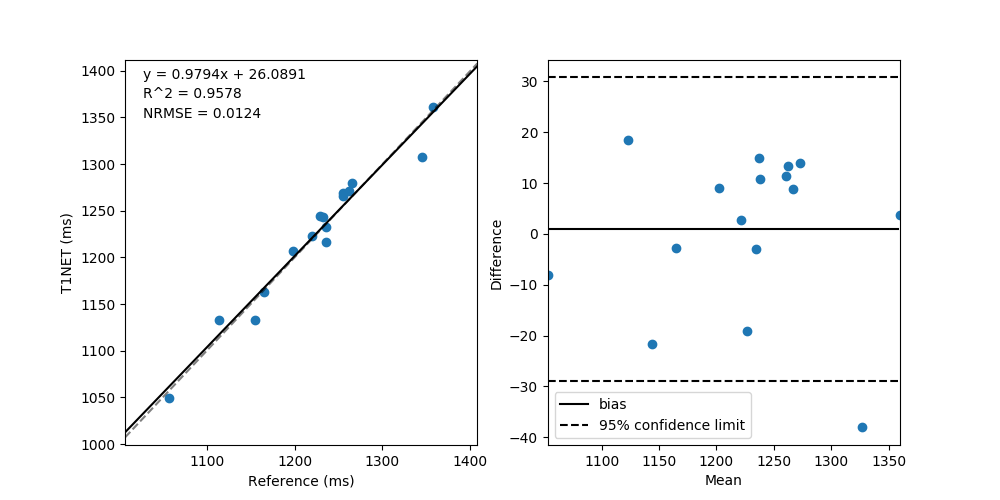 y = 0.9794x + 26.0891
R^2 = 0.9578
NRMSE = 0.0124
1400
1350
1300
1250
1200
1150
1100
1050
1000
T1NET (ms)
1100 1200 1300 1400
Reference (ms)
30
20
10
0
−10
−20
−30
−40
Difference
bias
95% confidence limit
1100 1150 1200 1250 1300 1350
Mean